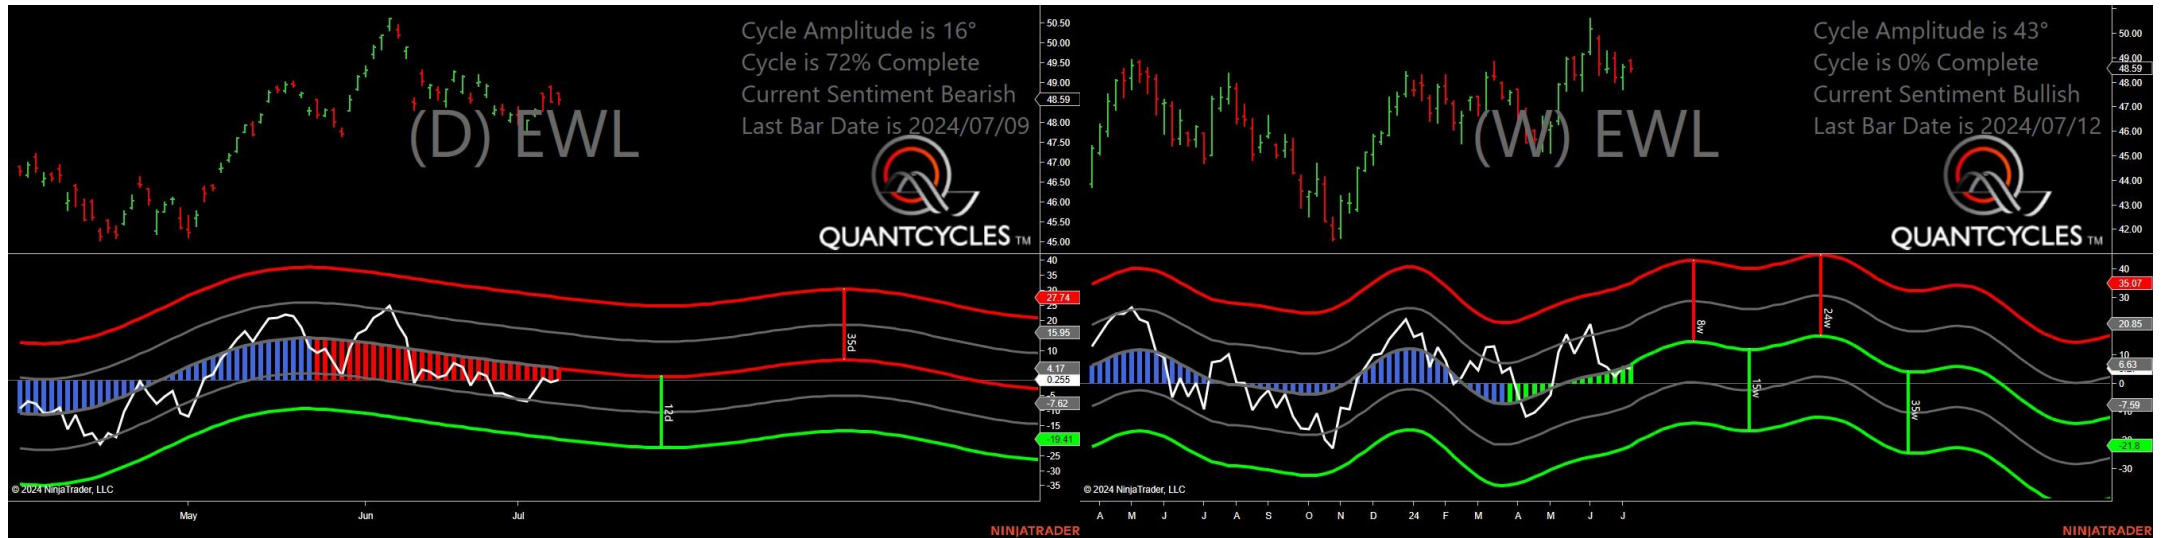 Cycle Amplitude is 16°
Cycle is 72% Complete
Current Sentiment Bearish
Last Bar Date is 2024/07/09
(D) EWL
QUANTCYCLES TM
50.50
50.00
49.50
49.00
48.59
48.00
47.50
47.00
46.50
46.00
45.50
45.00
40
35
27.74
20
15.95
10
4.17
0.255
-7.62
-15
-19.41
-25
-30
-35
35d
12d
© 2024 NinjaTrader, LLC
May
Jun
Jul
NINJATRADER
Cycle Amplitude is 43°
Cycle is 0% Complete
Current Sentiment Bullish
Last Bar Date is 2024/07/12
(W) EWL
QUANTCYCLES TM
50.00
49.00
48.59
47.00
46.00
45.00
44.00
43.00
42.00
40
35.07
30
20.85
10
6.63
0
-7.59
-21.8
-30
8w
24w
15w
35w
© 2024 NinjaTrader, LLC
A M J J A S O N D 24 F M A M J J
NINJATRADER